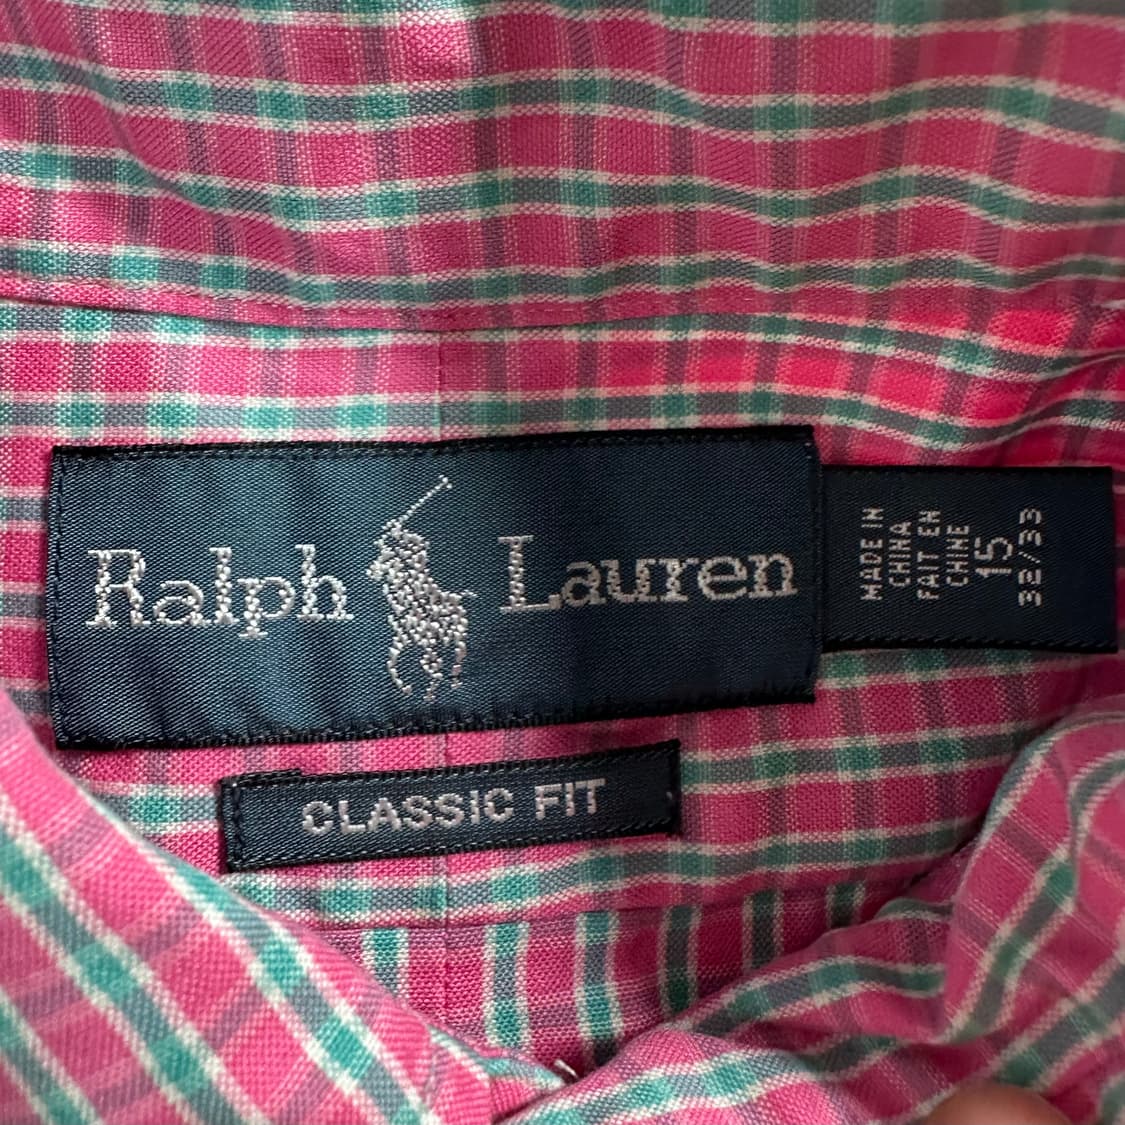 Ralph Lauren
MADE IN
CHINA
FAIT EN
CHINE
15
32/33
CLASSIC FIT